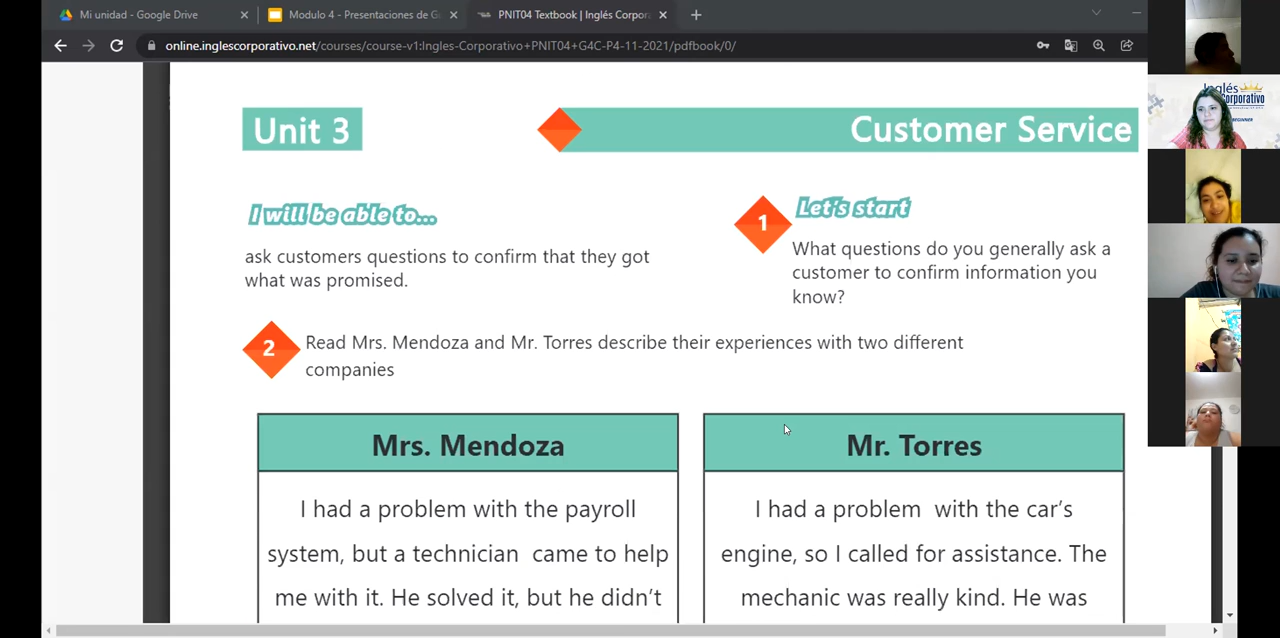 Mi unidad - Google Drive
Modulo 4 - Presentaciones de G
PNIT04 Textbook | Inglés Corpora
online.inglescorporativo.net/courses/course-v1:Ingles-Corporativo+PNIT04+G4C-P4-11-2021/pdfbook/0/
Inglés
Corporativo
BEGINNER
Unit 3
Customer Service
I will be able to...
ask customers questions to confirm that they got
what was promised.
1
Let's start
What questions do you generally ask a
customer to confirm information you
know?
2
Read Mrs. Mendoza and Mr. Torres describe their experiences with two different
companies
Mrs. Mendoza
I had a problem with the payroll
system, but a technician came to help
me with it. He solved it, but he didn't
Mr. Torres
I had a problem with the car's
engine, so I called for assistance. The
mechanic was really kind. He was